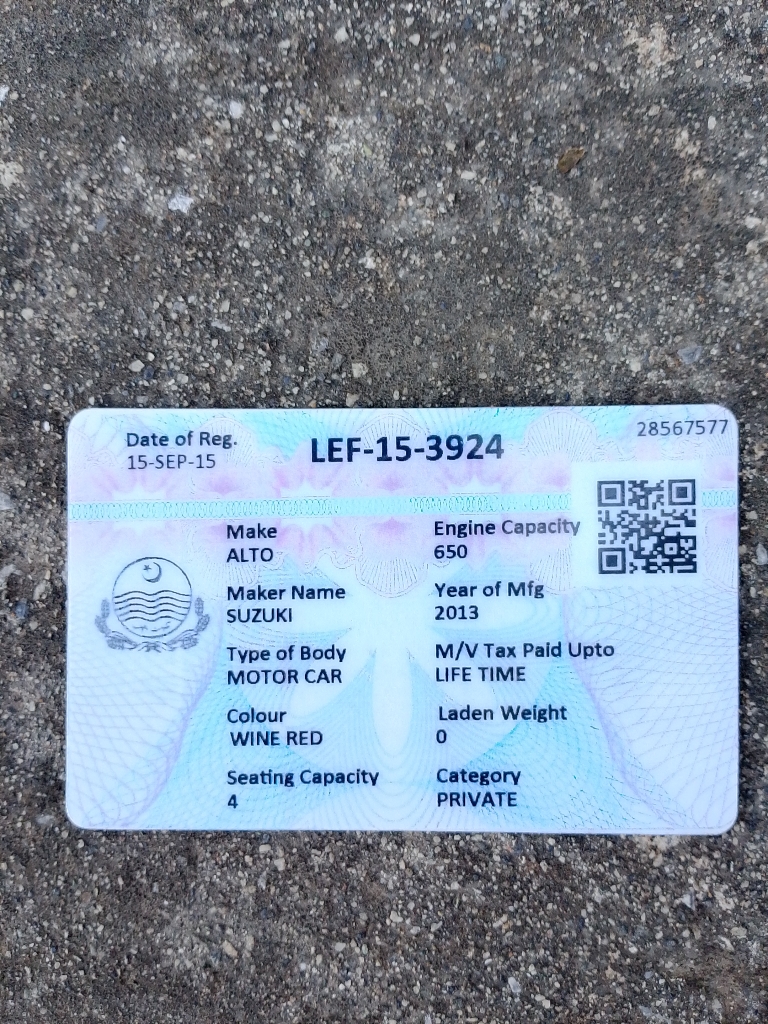 Date of Reg.
15-SEP-15
LEF-15-3924
28567577
Make
ALTO
Engine Capacity
650
Maker Name
SUZUKI
Year of Mfg
2013
Type of Body
MOTOR CAR
M/V Tax Paid Upto
LIFE TIME
Colour
WINE RED
Laden Weight
0
Seating Capacity
4
Category
PRIVATE